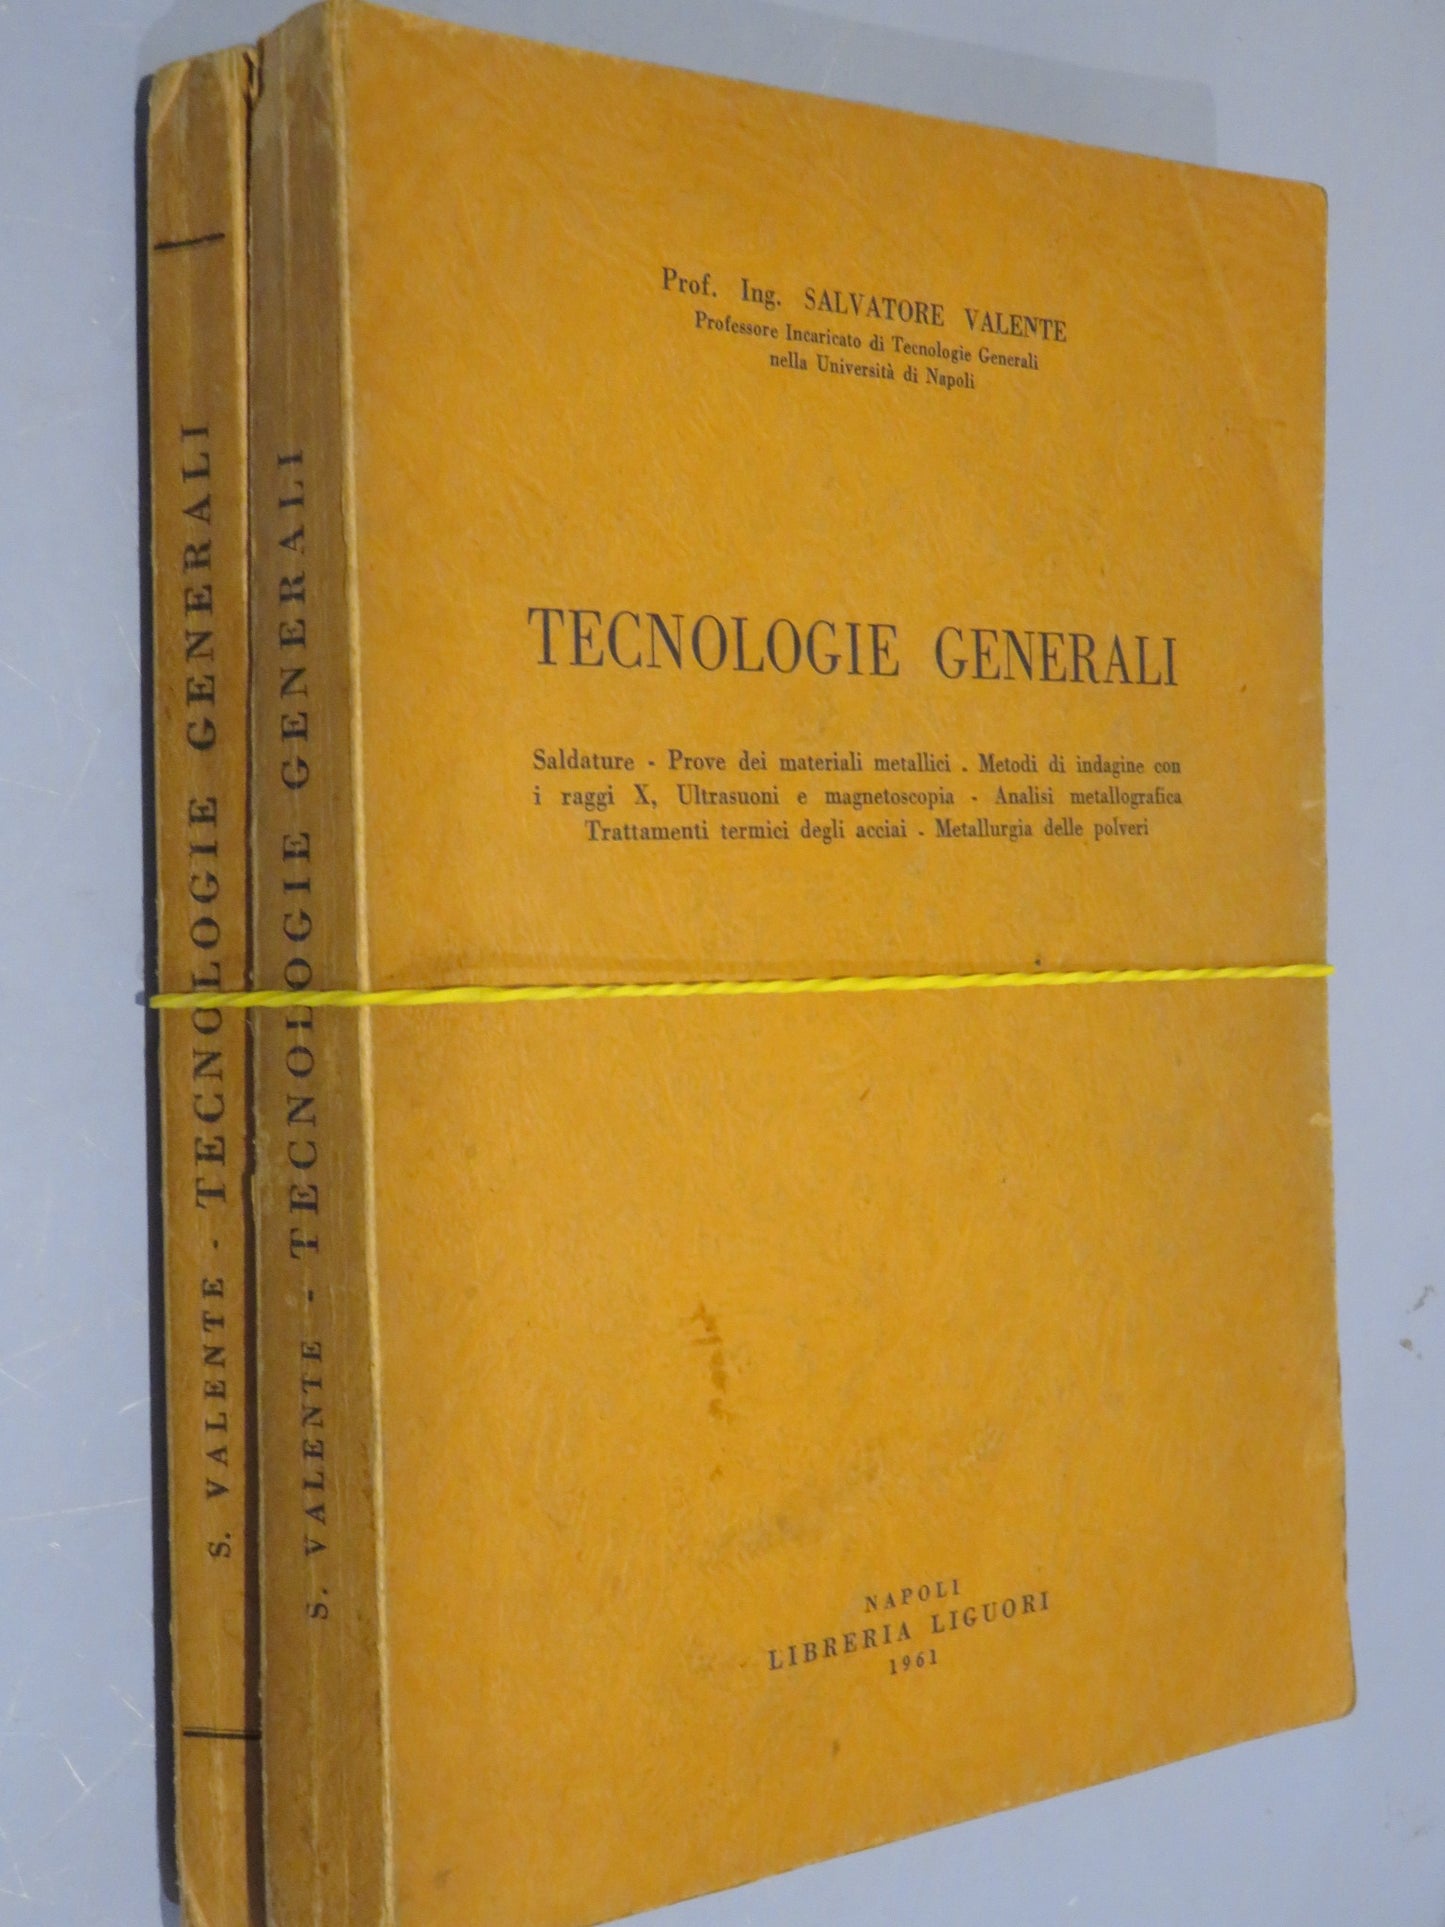 S. VALENTE - TECNOLOGIE GENERALI
S. VALENTE - TECNOLOGIE GENERALI
Prof. Ing. SALVATORE VALENTE
Professore Incaricato di Tecnologie Generali
nella Università di Napoli
TECNOLOGIE GENERALI
Saldature - Prove dei materiali metallici . Metodi di indagine con
i raggi X, Ultrasuoni e magnetoscopia - Analisi metallografica
Trattamenti termici degli acciai - Metallurgia delle polveri
NAPOLI
LIBRERIA LIGUORI
1961